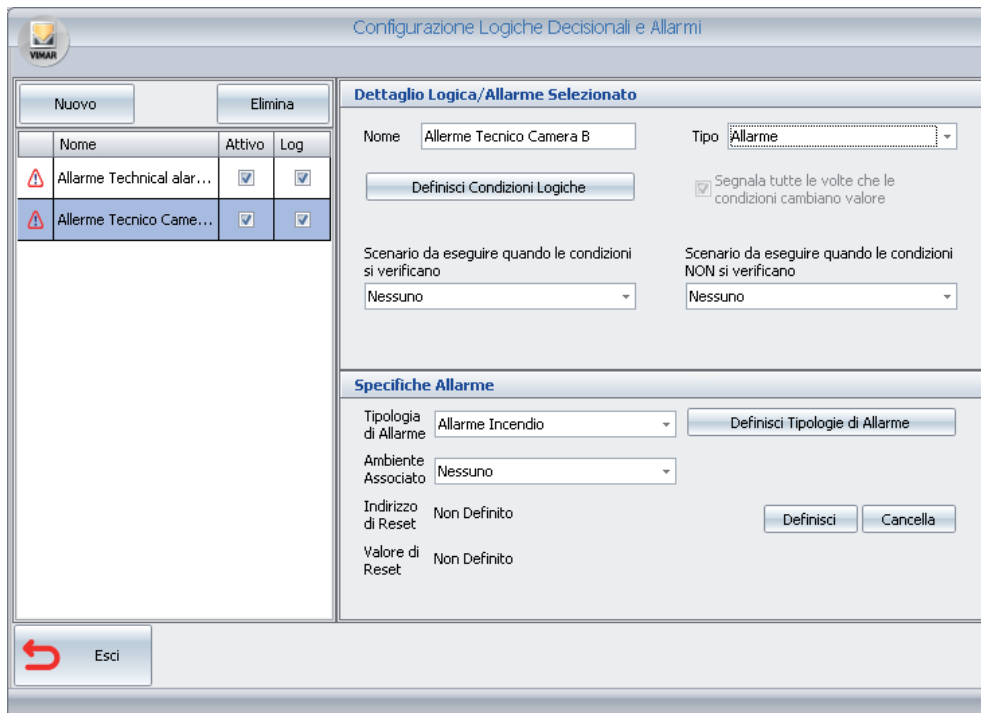 Configurazione Logiche Decisionali e Allarmi
VIMAR
Nuovo
Elimina
Nome
Attivo
Log
Allarme Technical alar...
Allerme Tecnico Came...
Dettaglio Logica/Allarme Selezionato
Nome
Allerme Tecnico Camera B
Tipo
Allarme
Definisci Condizioni Logiche
Segnala tutte le volte che le
condizioni cambiano valore
Scenario da eseguire quando le condizioni
si verificano
Nessuno
Scenario da eseguire quando le condizioni
NON si verificano
Nessuno
Specifiche Allarme
Tipologia
di Allarme
Allarme Incendio
Definisci Tipologie di Allarme
Ambiente
Associato
Nessuno
Indirizzo
di Reset
Non Definito
Definisci
Cancella
Valore di
Reset
Non Definito
Esci